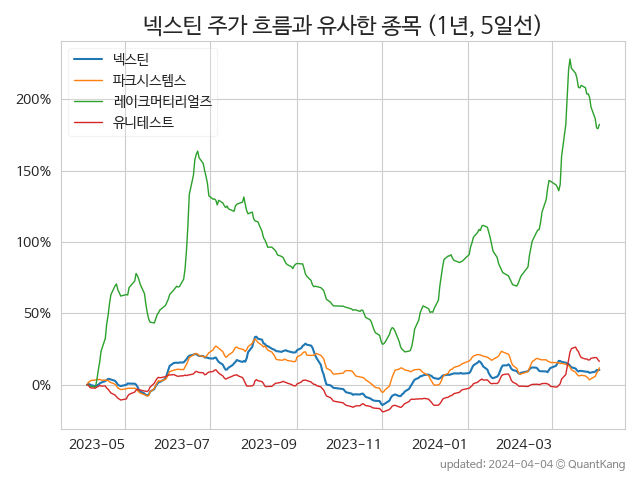 넥스틴 주가 흐름과 유사한 종목 (1년, 5일선)
넥스틴
파크시스템스
레이크머티리얼즈
유니테스트
200%
150%
100%
50%
0%
2023-05 2023-07 2023-09 2023-11 2024-01 2024-03
updated: 2024-04-04 © QuantKang